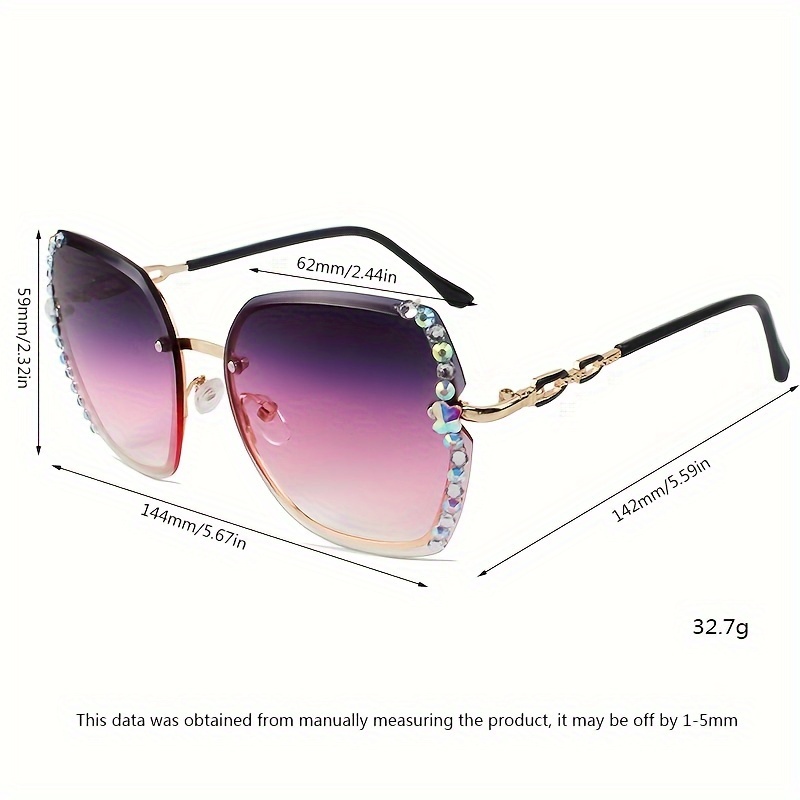 62mm/2.44in
59mm/2.32in
144mm/5.67in
142mm/5.59in
32.7g
This data was obtained from manually measuring the product, it may be off by 1-5mm